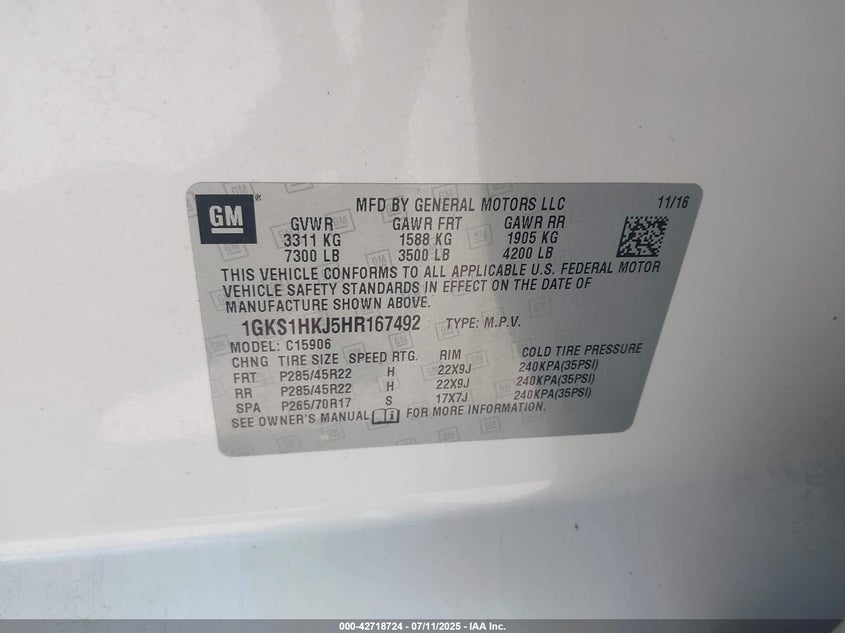 GM
®
MFD BY GENERAL MOTORS LLC 11/16
GVWR GAWR FRT GAWR RR
3311 KG 1588 KG 1905 KG
7300 LB 3500 LB 4200 LB
THIS VEHICLE CONFORMS TO ALL APPLICABLE U.S. FEDERAL MOTOR
VEHICLE SAFETY STANDARDS IN EFFECT ON THE DATE OF
MANUFACTURE SHOWN ABOVE.
1GKS1HKJ5HR167492 TYPE: M.P.V.
MODEL: C15906
CHNG TIRE SIZE SPEED RTG. RIM COLD TIRE PRESSURE
FRT P285/45R22 H 22X9J 240KPA(35PSI)
RR P285/45R22 H 22X9J 240KPA(35PSI)
SPA P265/70R17 S 17X7J 240KPA(35PSI)
SEE OWNER'S MANUAL FOR MORE INFORMATION.
000-42718724 | 07/11/2025 - IAA Inc.